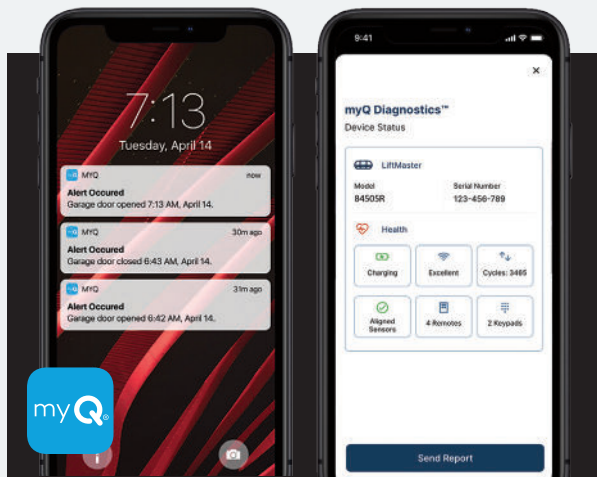 7:13
Tuesday, April 14
MYQ now
Alert Occured
Garage door opened 7:13 AM, April 14.
MYQ 30m ago
Alert Occured
Garage door closed 6:43 AM, April 14.
MYQ 31m ago
Alert Occured
Garage door opened 6:42 AM, April 14.
myQ®
9:41
myQ Diagnostics™
Device Status
LiftMaster
Model Serial Number
84505R 123-456-789
Health
Charging Excellent Cycles: 3465
Aligned Sensors 4 Remotes 2 Keypads
Send Report